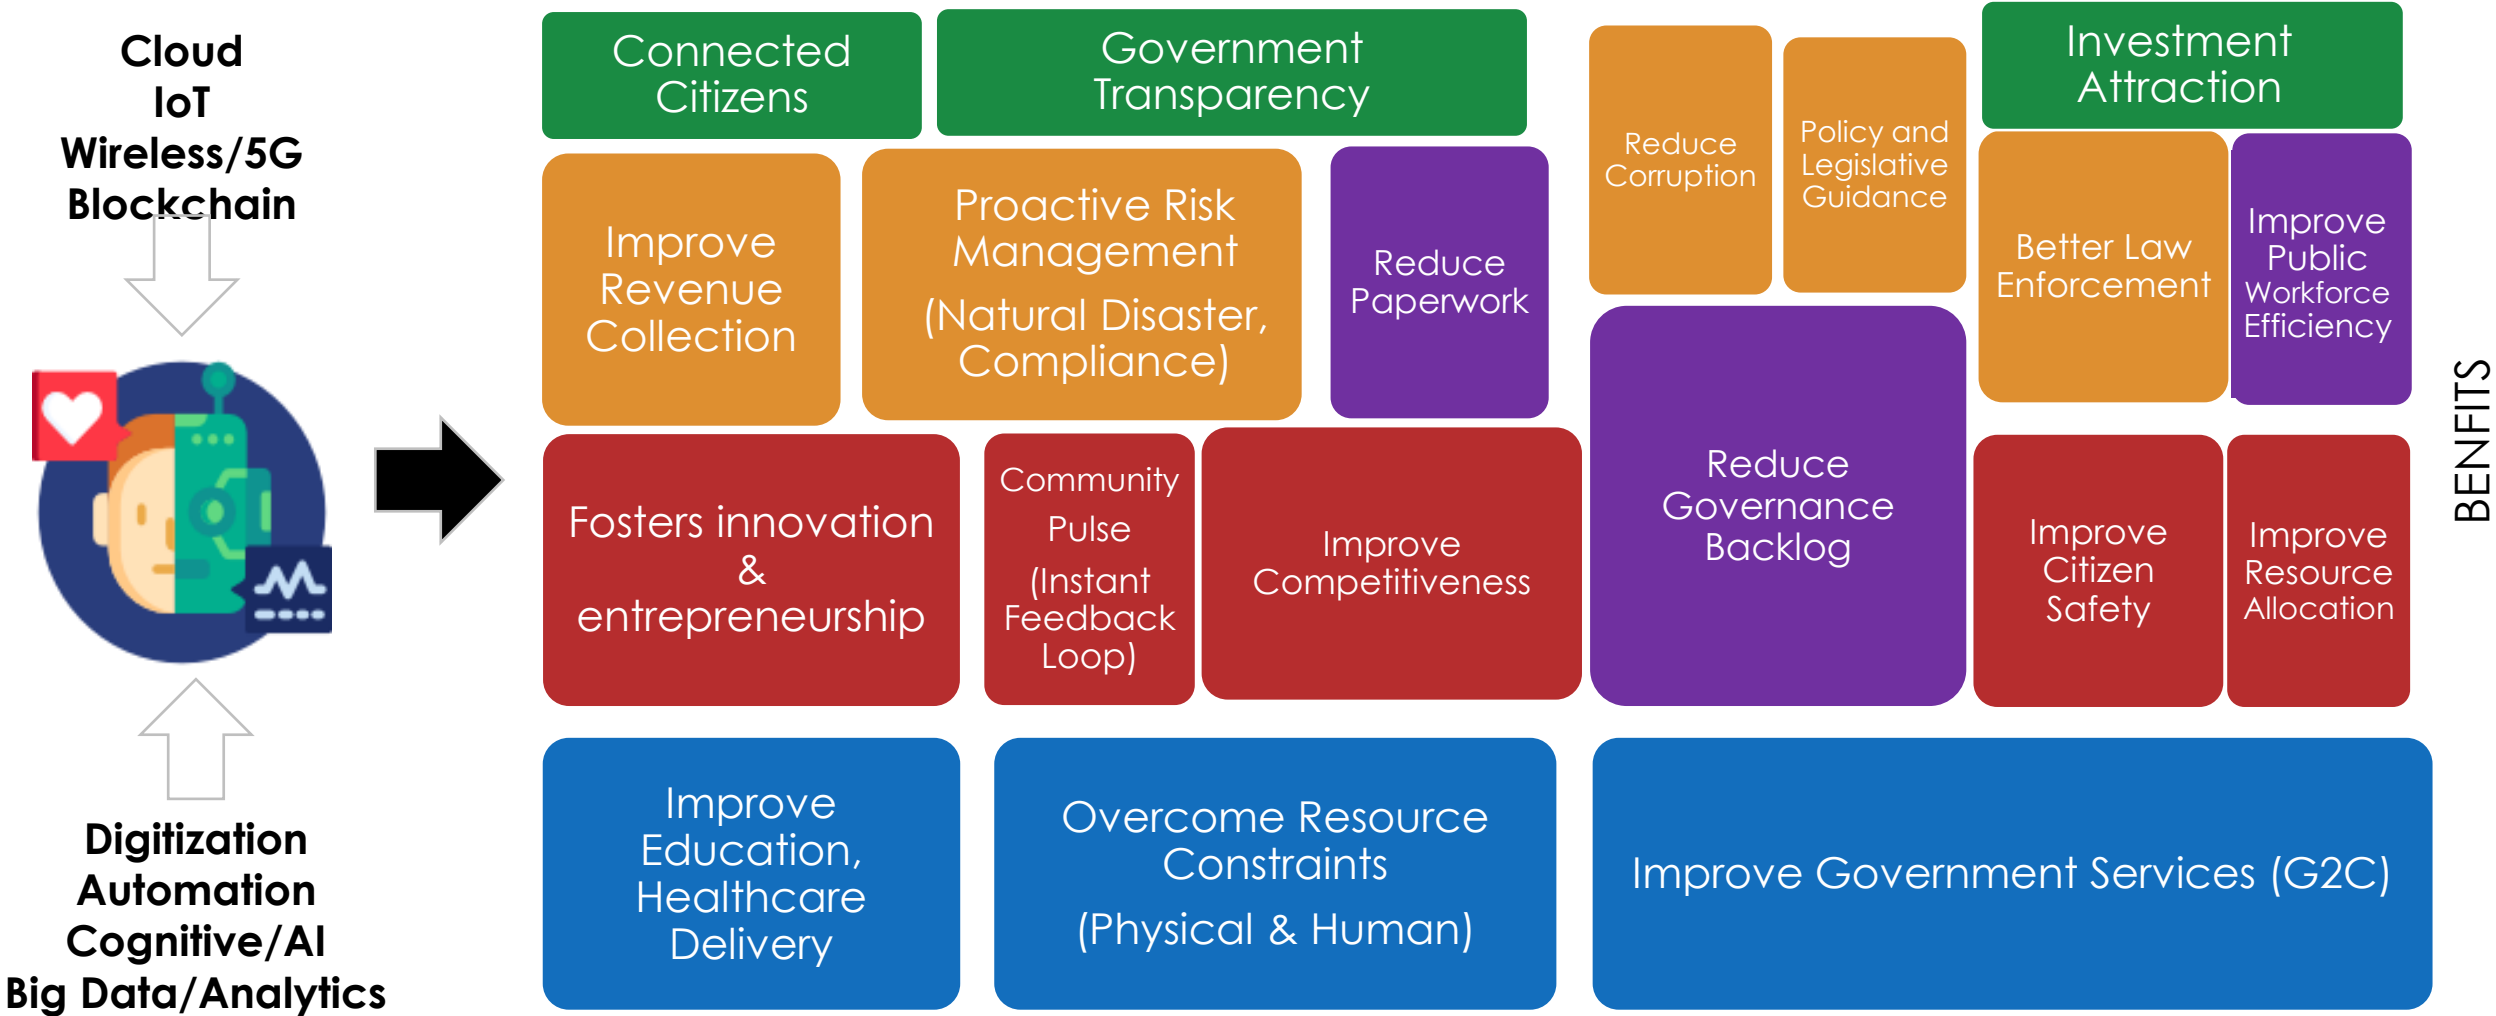 Cloud
IoT
Wireless/5G
Blockchain
Digitization
Automation
Cognitive/AI
Big Data/Analytics
Connected
Citizens
Government
Transparency
Reduce
Corruption
Policy and
Legislative
Guidance
Investment
Attraction
Improve
Revenue
Collection
Proactive Risk
Management
(Natural Disaster,
Compliance)
Reduce
Paperwork
Better Law
Enforcement
Improve
Public
Workforce
Efficiency
Fosters innovation
&
entrepreneurship
Community
Pulse
(Instant
Feedback
Loop)
Improve
Competitiveness
Reduce
Governance
Backlog
Improve
Citizen
Safety
Improve
Resource
Allocation
Improve
Education,
Healthcare
Delivery
Overcome Resource
Constraints
(Physical & Human)
Improve Government Services (G2C)
BENFITS